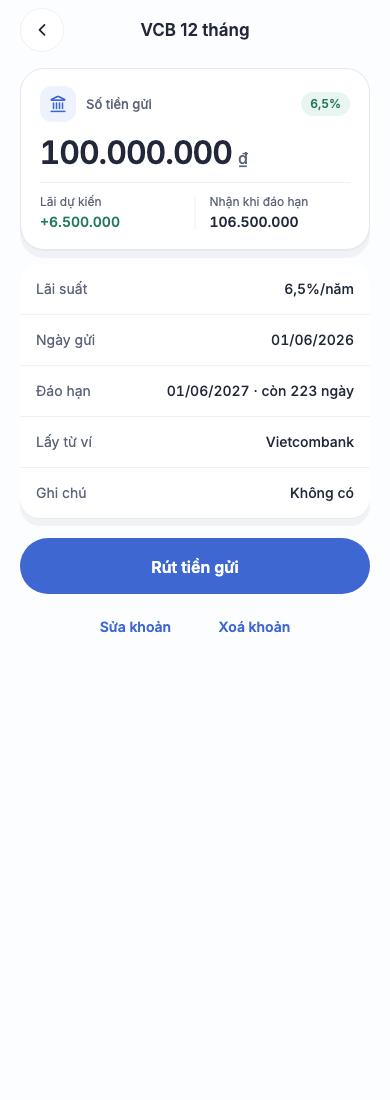 VCB 12 tháng
Số tiền gửi
6,5%
100.000.000 ₫
Lãi dự kiến
+6.500.000
Nhận khi đáo hạn
106.500.000
Lãi suất
6,5%/năm
Ngày gửi
01/06/2026
Đáo hạn
01/06/2027 · còn 223 ngày
Lấy từ ví
Vietcombank
Ghi chú
Không có
Rút tiền gửi
Sửa khoản
Xoá khoản